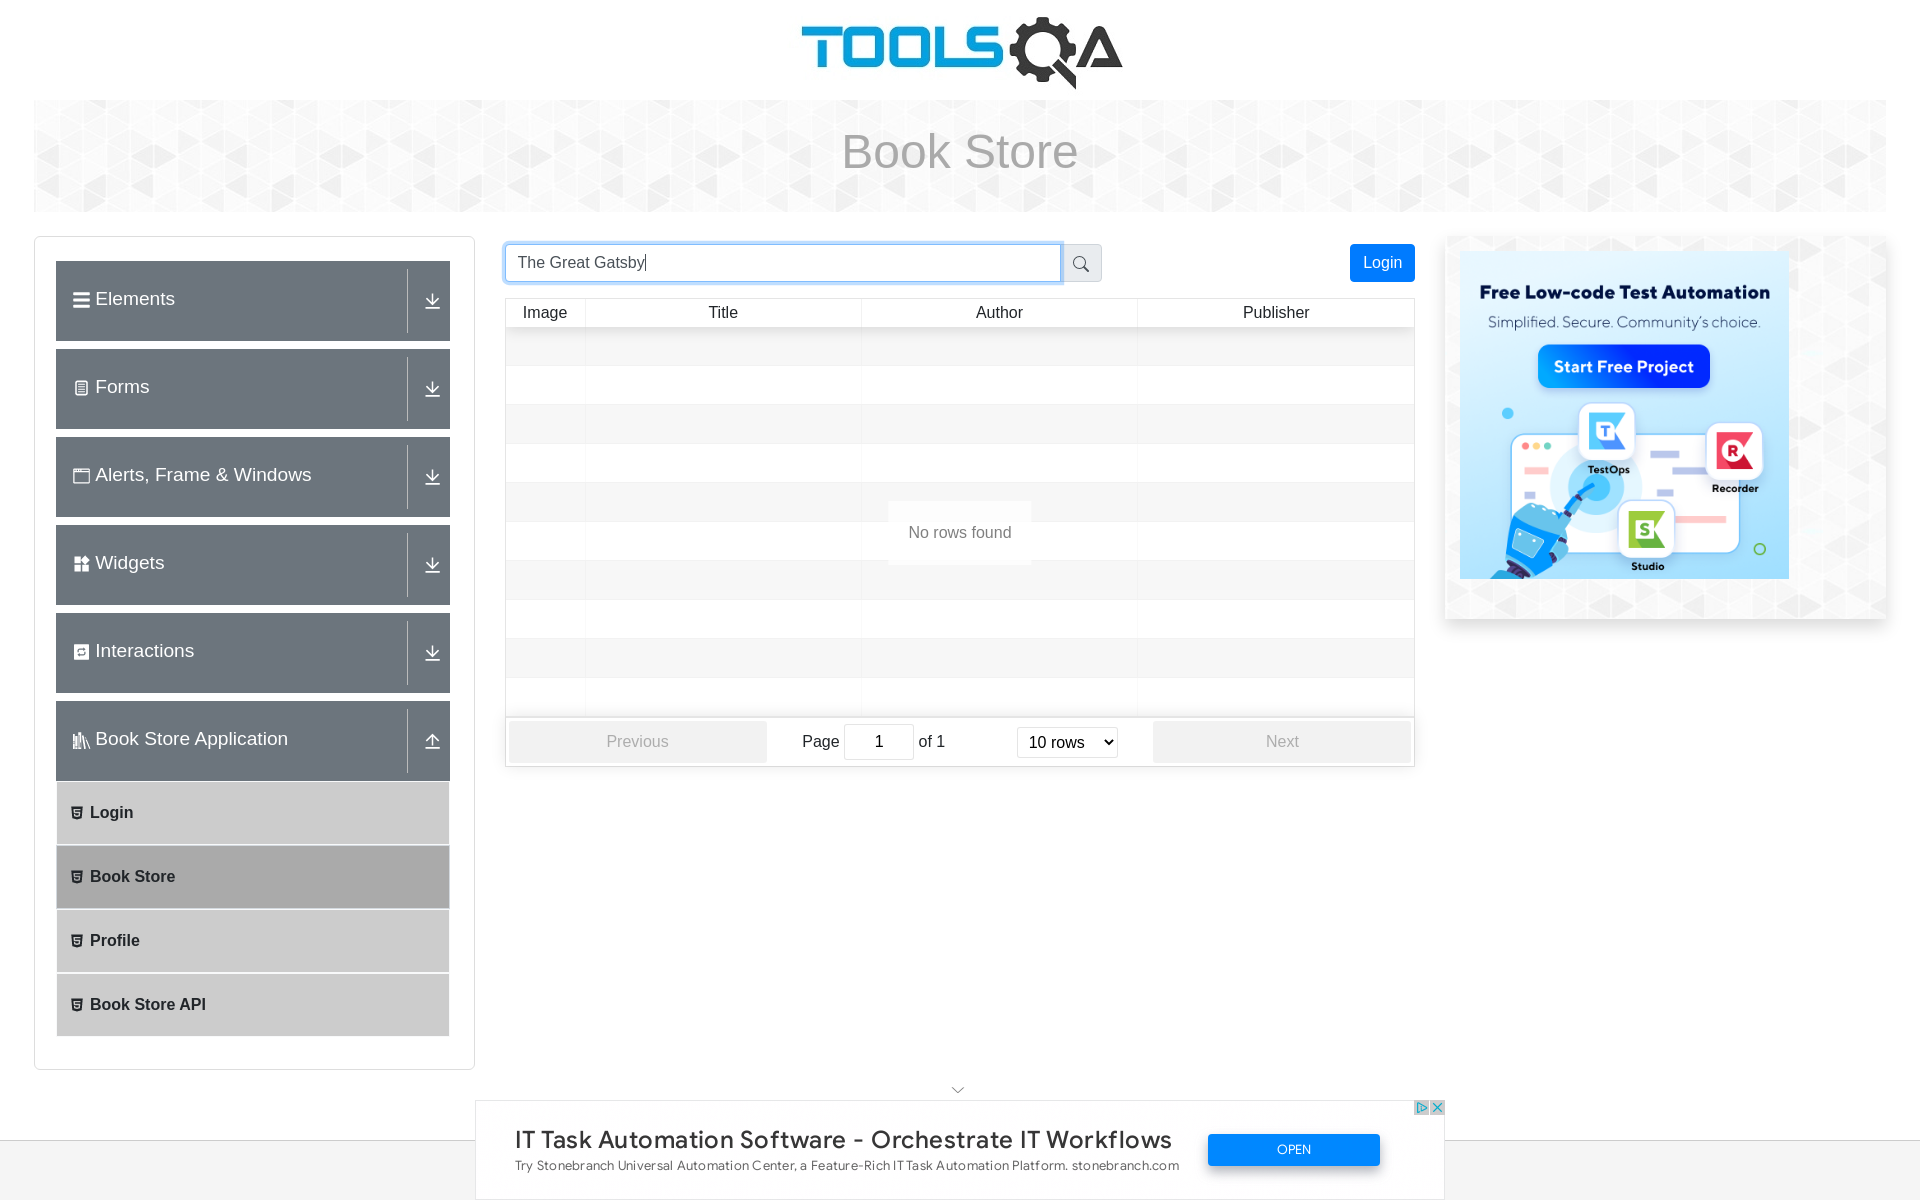 TOOLSQA
Book Store
Elements
Forms
Alerts, Frame & Windows
Widgets
Interactions
Book Store Application
Login
Book Store
Profile
Book Store API
The Great Gatsby
Login
Image Title Author Publisher
No rows found
Previous Page 1 of 1 10 rows Next
Free Low-code Test Automation
Simplified. Secure. Community's choice.
Start Free Project
T
TestOps
R
Recorder
S
Studio
IT Task Automation Software - Orchestrate IT Workflows
Try Stonebranch Universal Automation Center, a Feature-Rich IT Task Automation Platform. stonebranch.com
OPEN